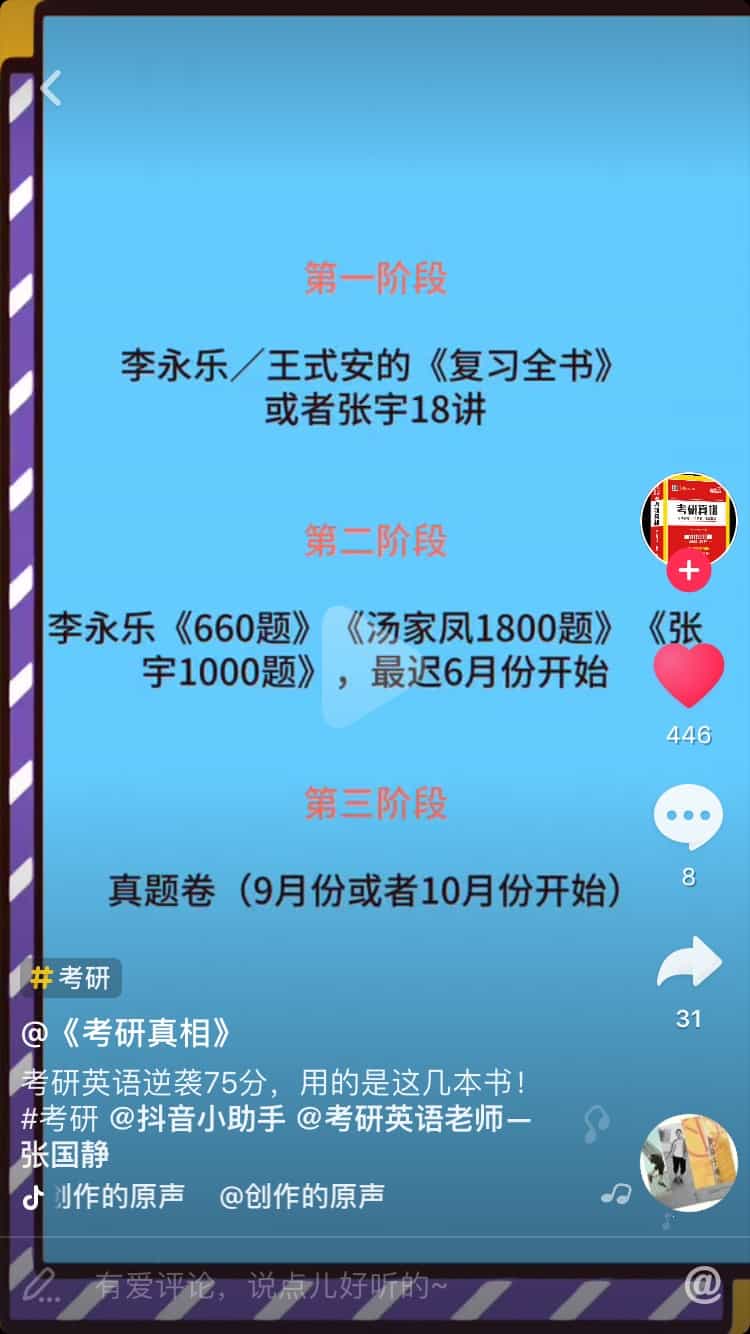 第一阶段
李永乐／王式安的《复习全书》
或者张宇18讲
第二阶段
李永乐《660题》《汤家凤1800题》《张
宇1000题》，最迟6月份开始
第三阶段
真题卷（9月份或者10月份开始）
考研真相
446
8
31
#考研
@《考研真相》
考研英语逆袭75分，用的是这几本书！
#考研 @抖音小助手 @考研英语老师—
张国静
创作的原声 @创作的原声
有爱评论，说点儿好听的~